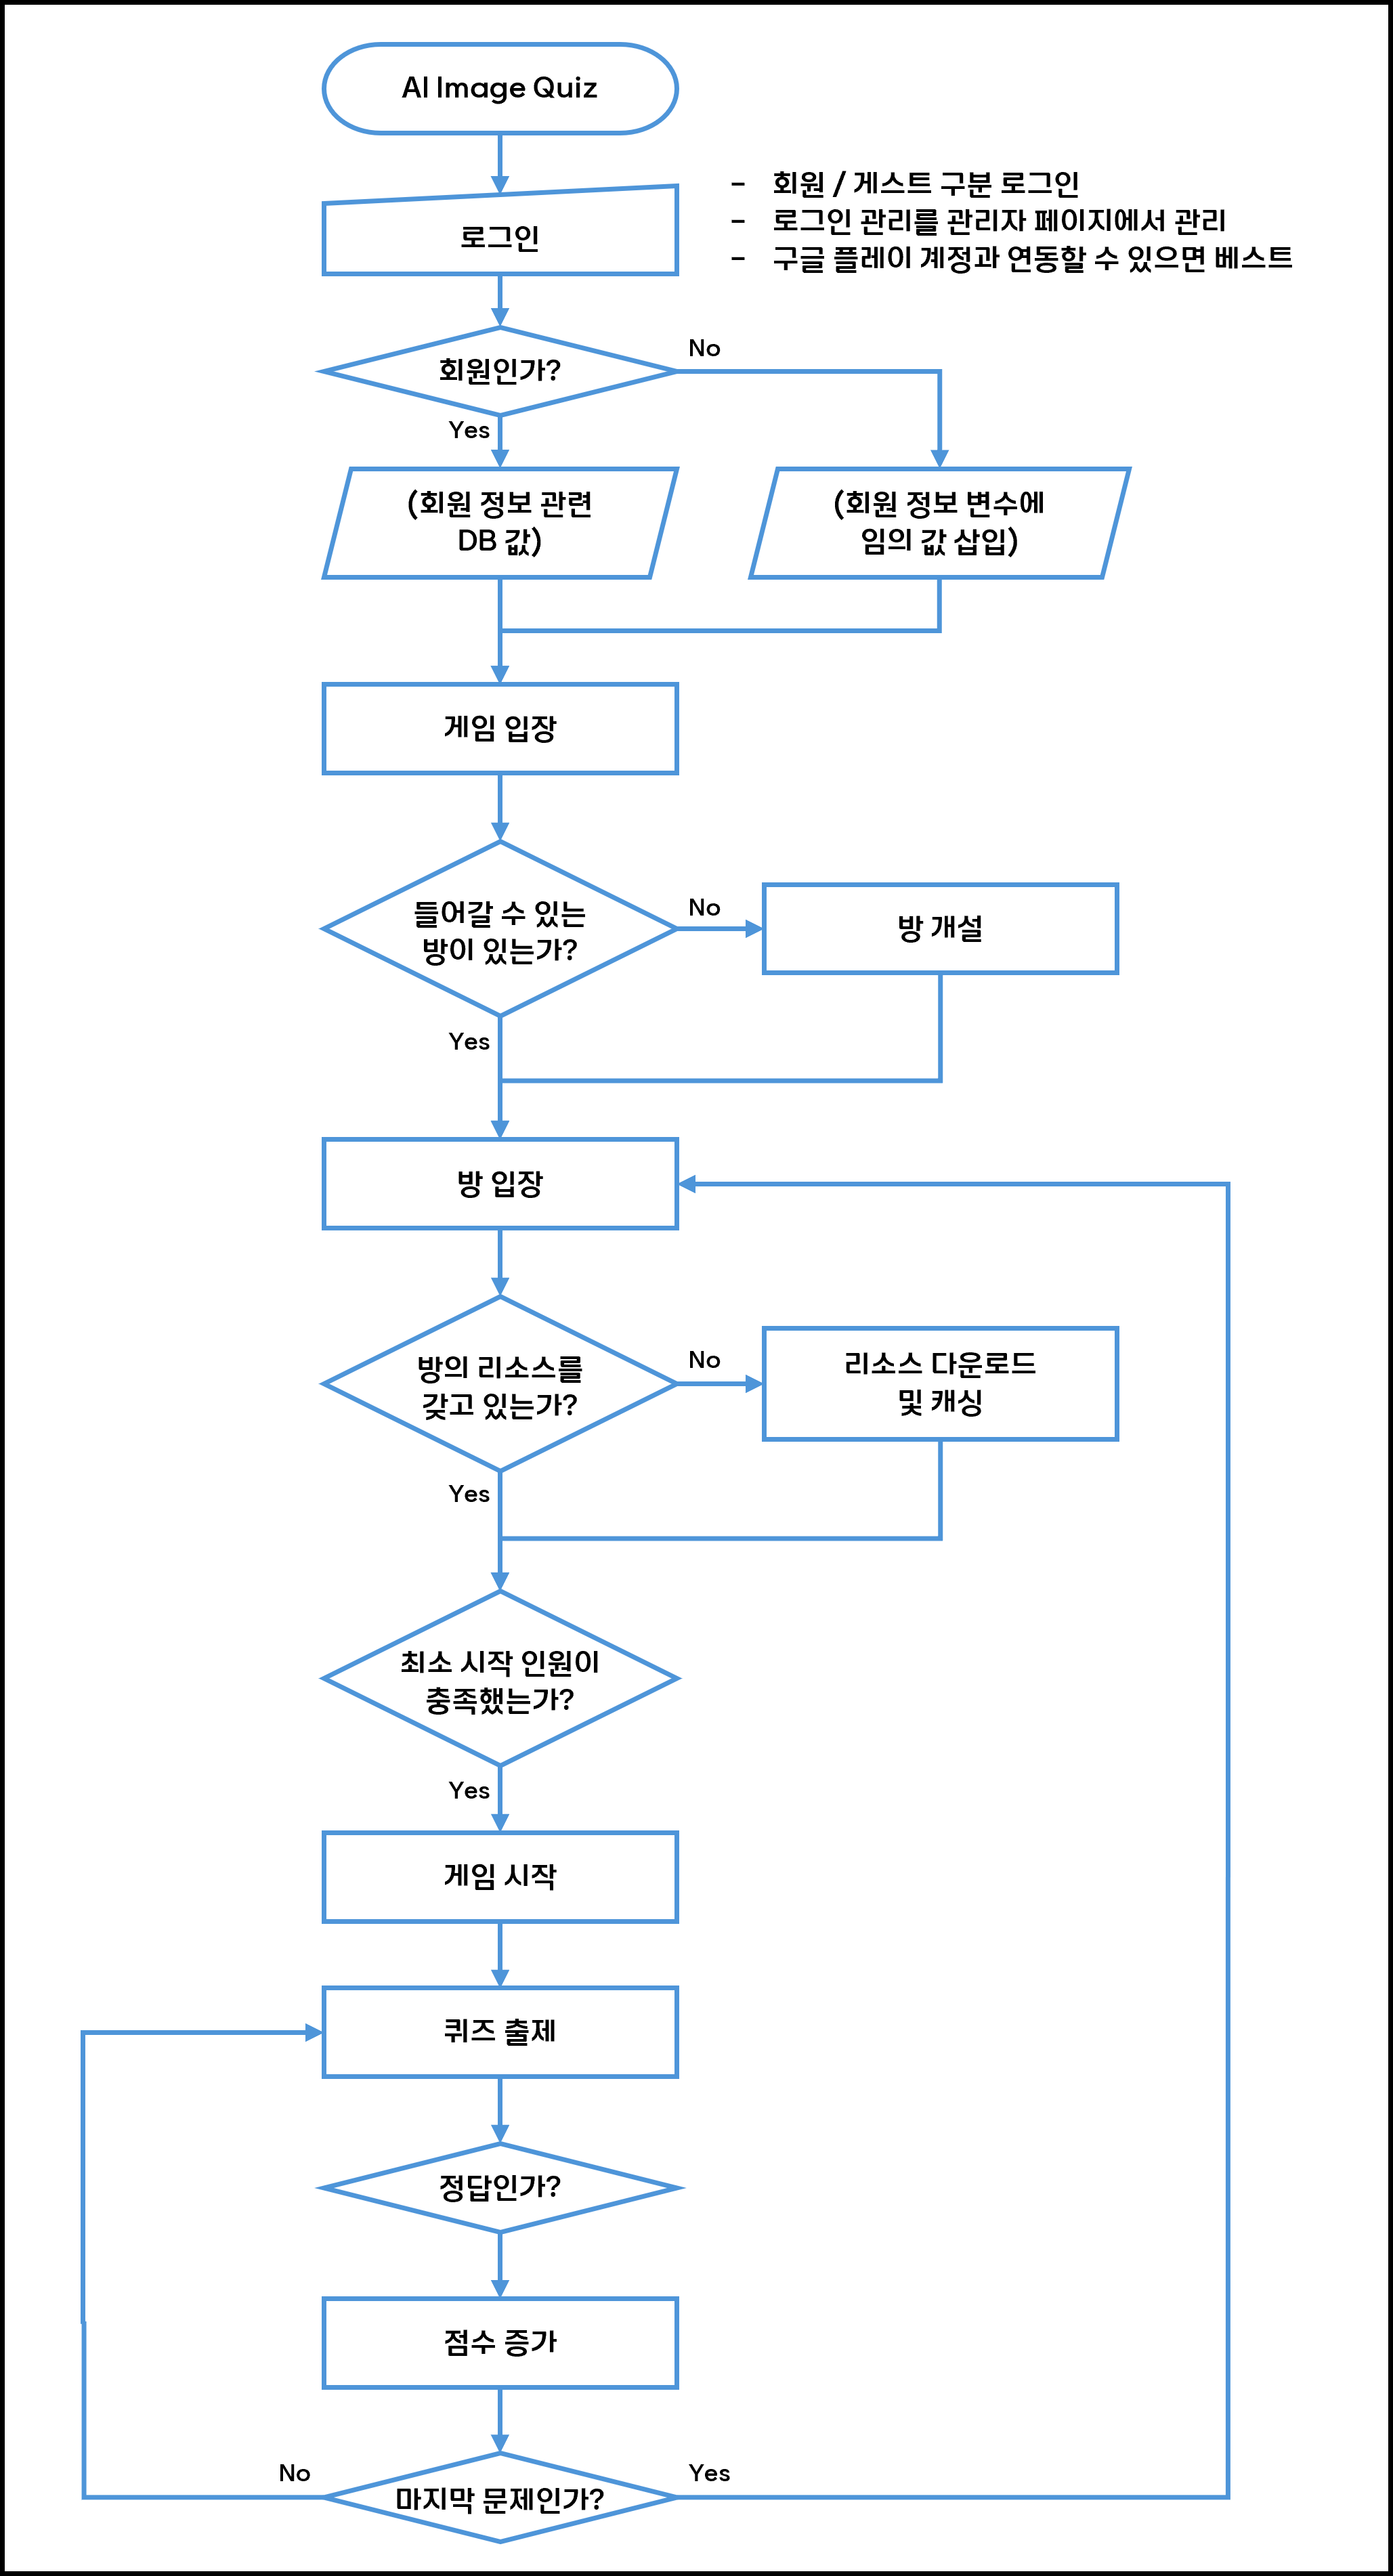 AI Image Quiz
로그인
- 회원 / 게스트 구분 로그인
- 로그인 관리를 관리자 페이지에서 관리
- 구글 플레이 계정과 연동할 수 있으면 베스트
회원인가?
No
Yes
(회원 정보 관련
DB 값)
(회원 정보 변수에
임의 값 삽입)
게임 입장
들어갈 수 있는
방이 있는가?
No
방 개설
Yes
방 입장
방의 리소스를
갖고 있는가?
No
리소스 다운로드
및 캐싱
Yes
최소 시작 인원이
충족했는가?
Yes
게임 시작
퀴즈 출제
정답인가?
점수 증가
No
마지막 문제인가?
Yes